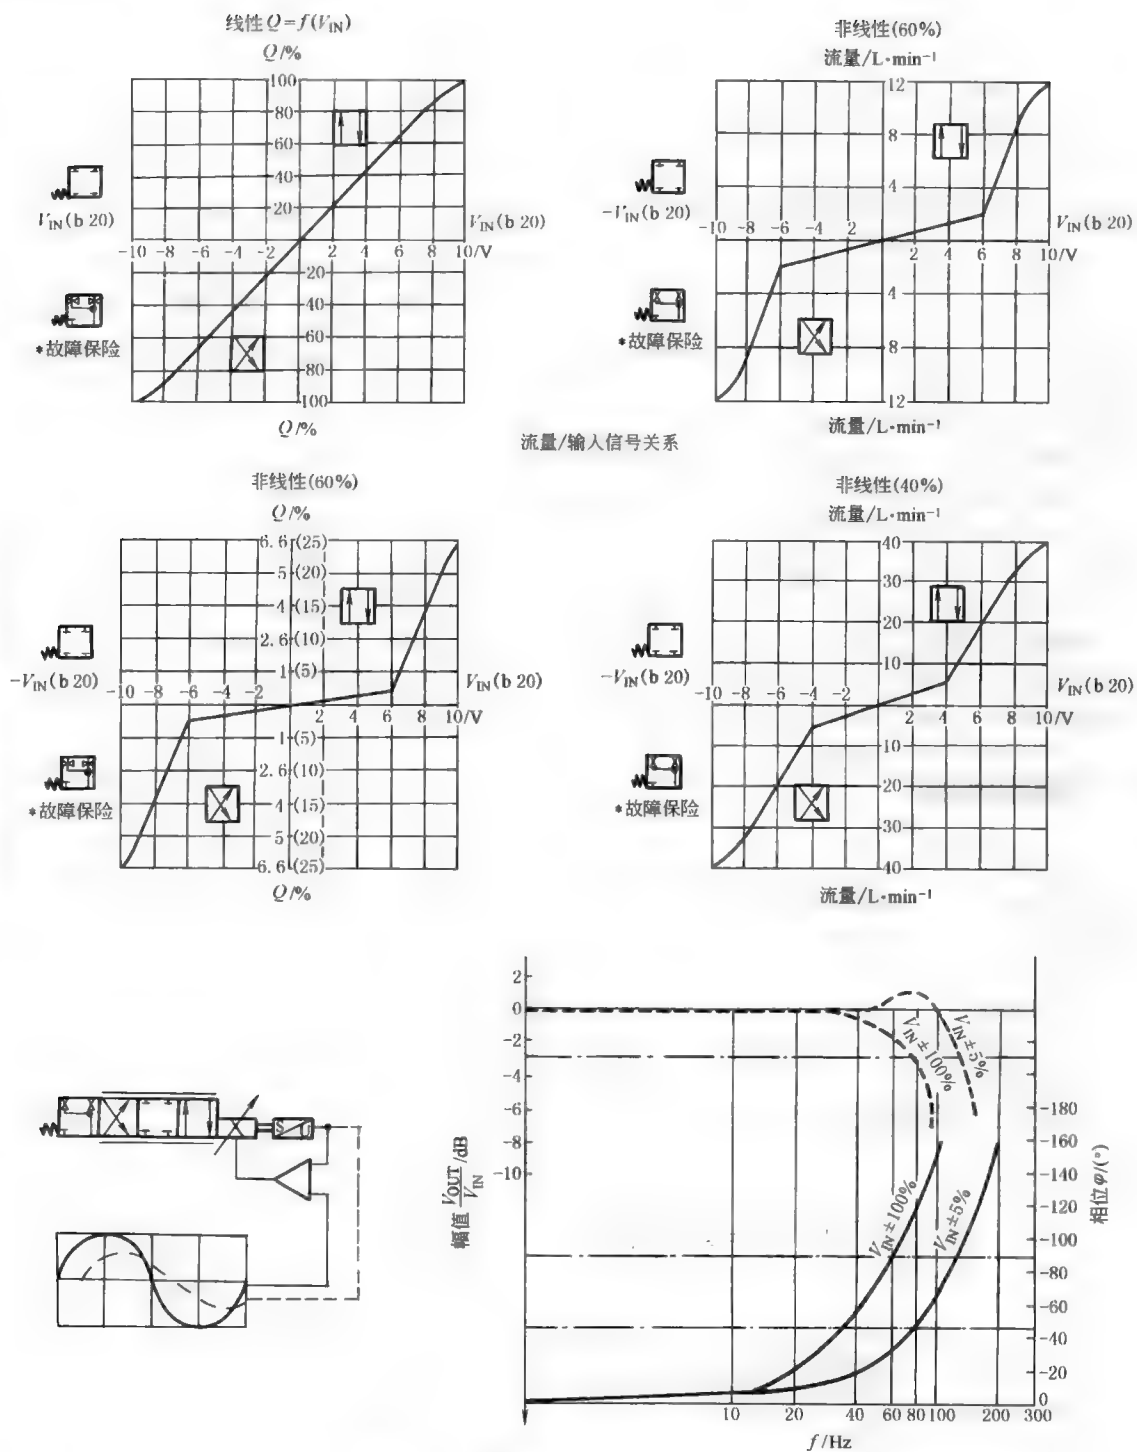 线性Q=f(V_IN)
Q/%
100
80
60
40
20
V_IN(b 20)
V_IN(b 20)
-10 -8 -6 -4 -2
2 4 6 8 10/V
20
40
60
80
100
*故障保险
Q/%
非线性(60%)
流量/L·min⁻¹
12
8
4
-V_IN(b 20)
V_IN(b 20)
-10 -8 -6 -4 2
2 4 6 8 10/V
4
8
12
*故障保险
流量/L·min⁻¹
流量/输入信号关系
非线性(60%)
Q/%
6.6(25)
5(20)
4(15)
2.6(10)
1(5)
-V_IN(b 20)
V_IN(b 20)
-10 -8 -6 -4 -2
2 4 6 8 10/V
1(5)
2.6(10)
4(15)
5(20)
6.6(25)
*故障保险
Q/%
非线性(40%)
流量/L·min⁻¹
40
30
20
10
-V_IN(b 20)
V_IN(b 20)
-10 -8 -6 -4 -2
2 4 6 8 10/V
10
20
30
40
*故障保险
流量/L·min⁻¹
S
2
0
-2
-4
-6
-8
-10
幅值 V_OUT/V_IN /dB
V_IN±100%
V_IN±5%
V_IN±100%
V_IN±5%
-180
-160
-140
-120
-100
-80
-60
-40
-20
0
相位φ/(°)
10 20 40 60 80 100 200 300
f/Hz